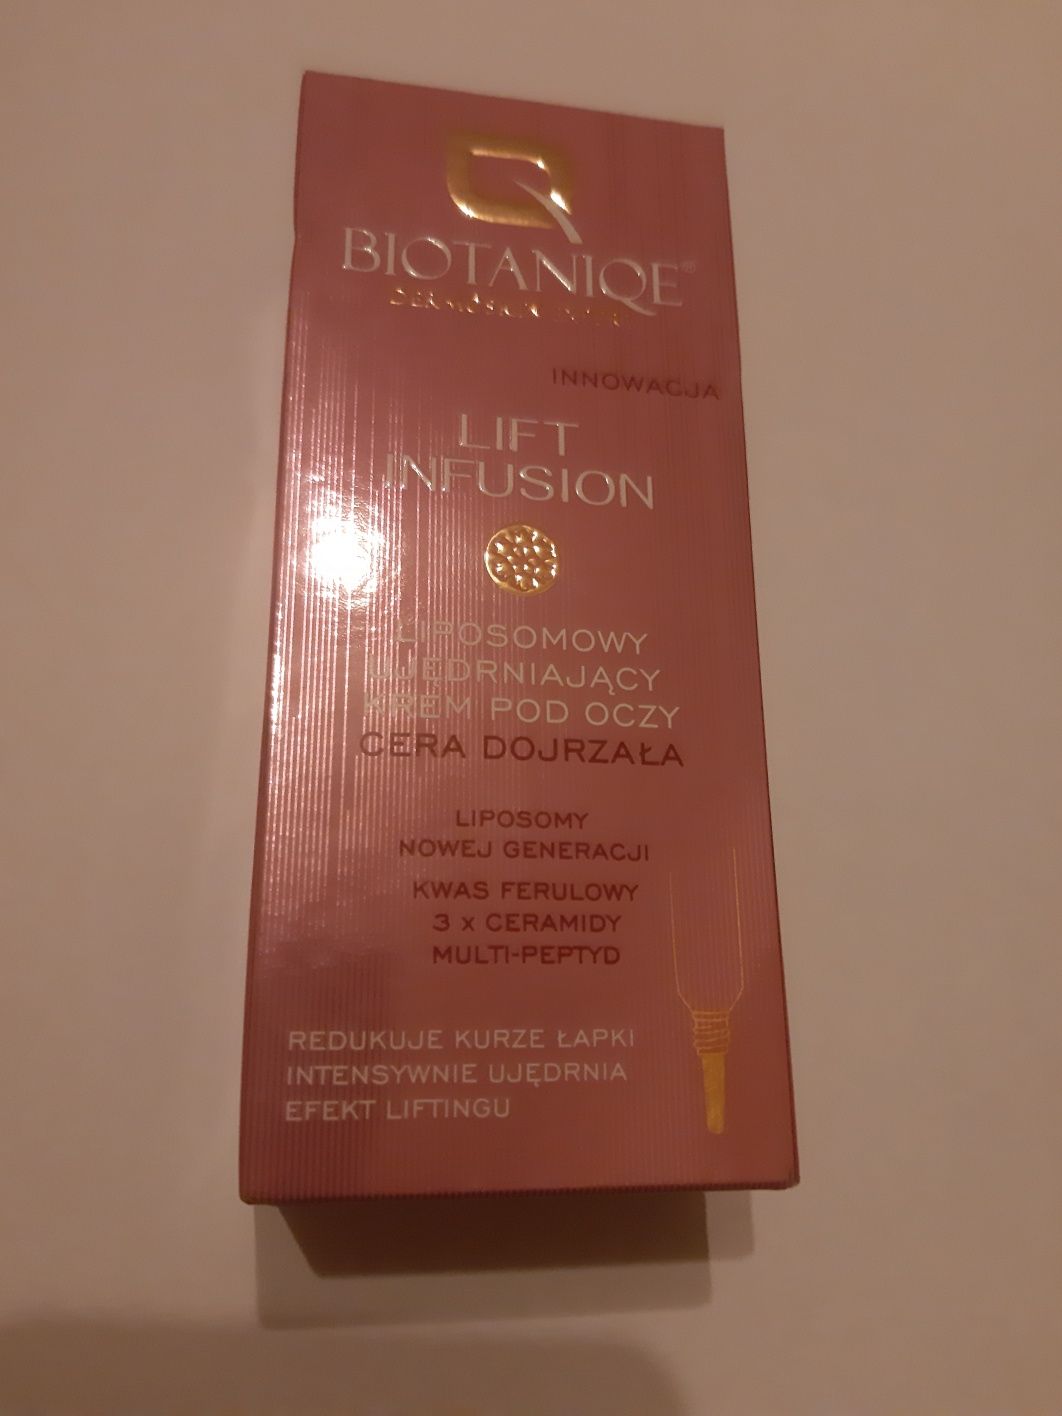 BIOTANIQE®
INNOWACJA
LIFT
INFUSION
LIPOSOMOWY
UJĘDRNIAJĄCY
KREM POD OCZY
CERA DOJRZAŁA
LIPOSOMY
NOWEJ GENERACJI
KWAS FERULOWY
3 x CERAMIDY
MULTI-PEPTYD
REDUKUJE KURZE ŁAPKI
INTENSYWNIE UJĘDRNIA
EFEKT LIFTINGU